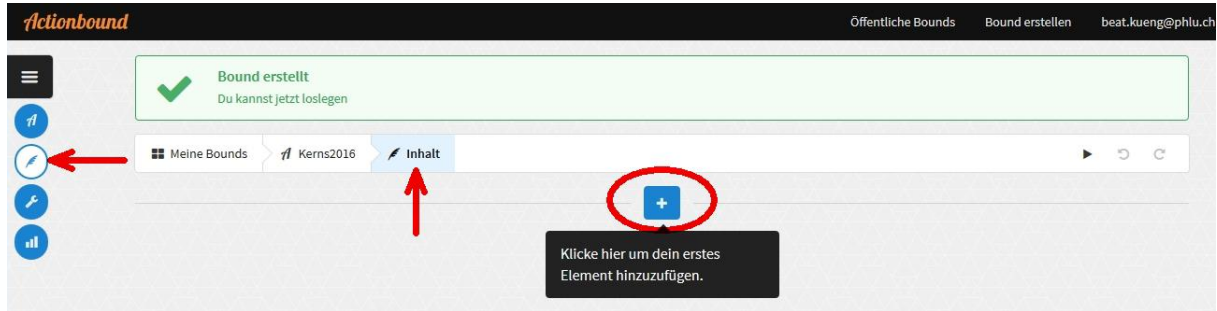 Actionbound
Öffentliche Bounds Bound erstellen beat.kueng@phlu.ch
Bound erstellt
Du kannst jetzt loslegen
Meine Bounds Kerns2016 Inhalt
Klicke hier um dein erstes
Element hinzuzufügen.